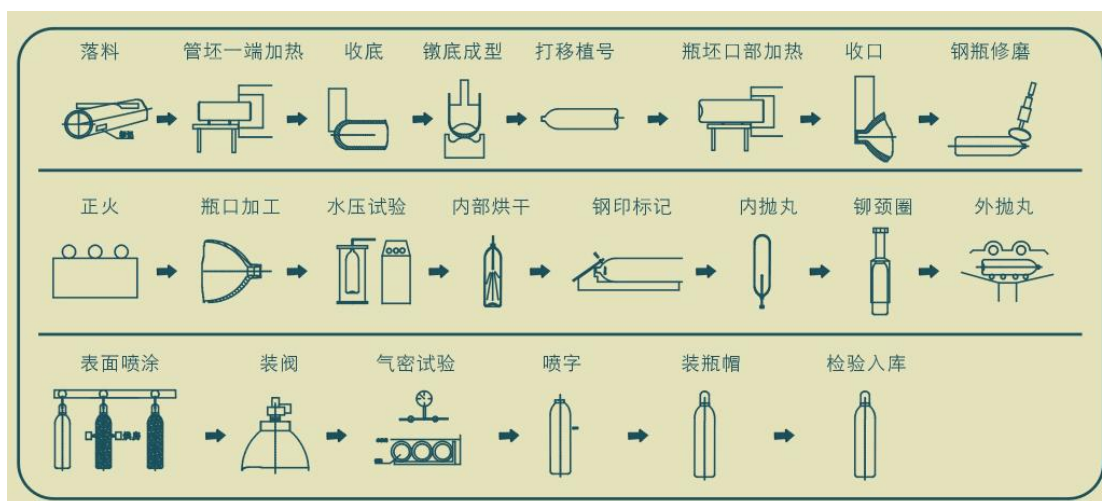 落料 管坯一端加热 收底 镦底成型 打移植号 瓶坯口部加热 收口 钢瓶修磨
正火 瓶口加工 水压试验 内部烘干 钢印标记 内抛丸 铆颈圈 外抛丸
表面喷涂 装阀 气密试验 喷字 装瓶帽 检验入库